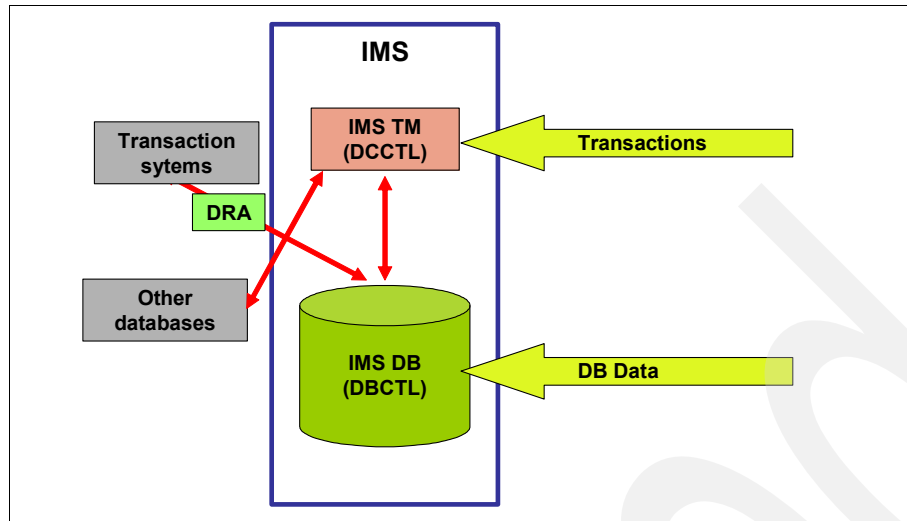 IMS
IMS TM
(DCCTL)
Transactions
Transaction
sytems
DRA
Other
databases
IMS DB
(DBCTL)
DB Data